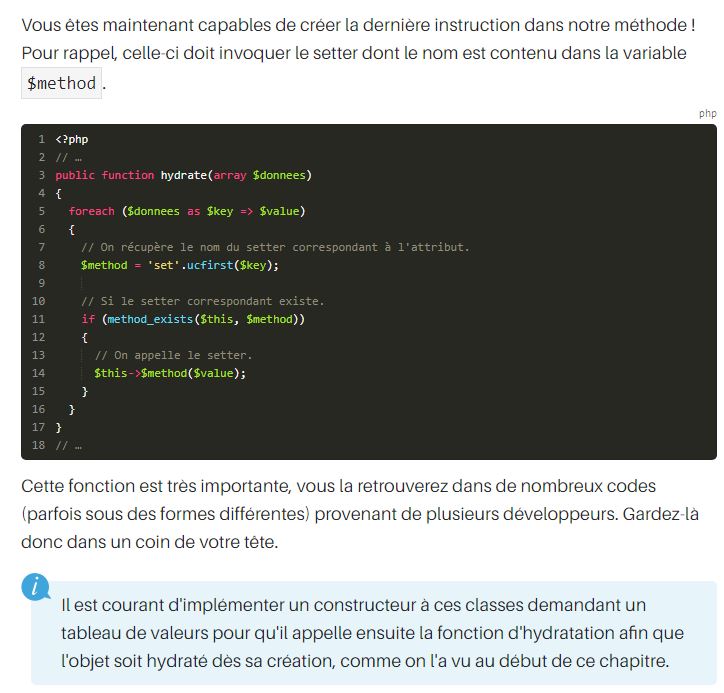 Vous êtes maintenant capables de créer la dernière instruction dans notre méthode !
Pour rappel, celle-ci doit invoquer le setter dont le nom est contenu dans la variable
$method .
php
1 <?php
2 // …
3 public function hydrate(array $donnees)
4 {
5   foreach ($donnees as $key => $value)
6   {
7     // On récupère le nom du setter correspondant à l'attribut.
8     $method = 'set'.ucfirst($key);
9
10     // Si le setter correspondant existe.
11     if (method_exists($this, $method))
12     {
13       // On appelle le setter.
14       $this->$method($value);
15     }
16   }
17 }
18 // …
Cette fonction est très importante, vous la retrouverez dans de nombreux codes
(parfois sous des formes différentes) provenant de plusieurs développeurs. Gardez-là
donc dans un coin de votre tête.
i
Il est courant d'implémenter un constructeur à ces classes demandant un
tableau de valeurs pour qu'il appelle ensuite la fonction d'hydratation afin que
l'objet soit hydraté dès sa création, comme on l'a vu au début de ce chapitre.